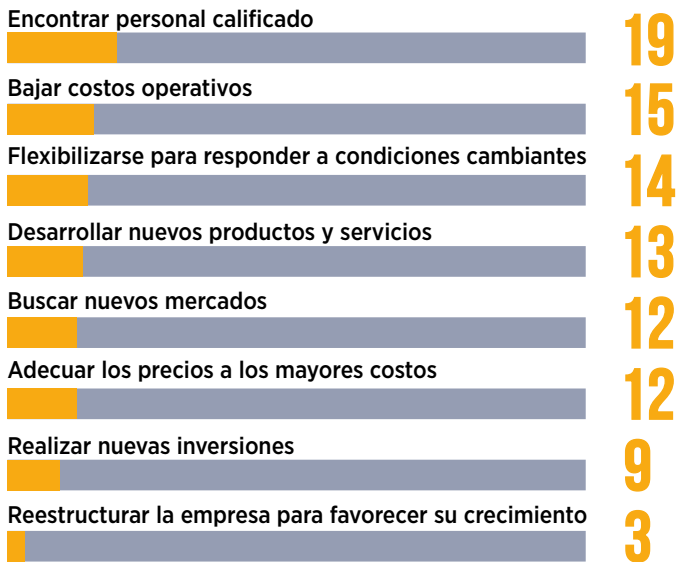 Encontrar personal calificado
19
Bajar costos operativos
15
Flexibilizarse para responder a condiciones cambiantes
14
Desarrollar nuevos productos y servicios
13
Buscar nuevos mercados
12
Adecuar los precios a los mayores costos
12
Realizar nuevas inversiones
9
Reestructurar la empresa para favorecer su crecimiento
3